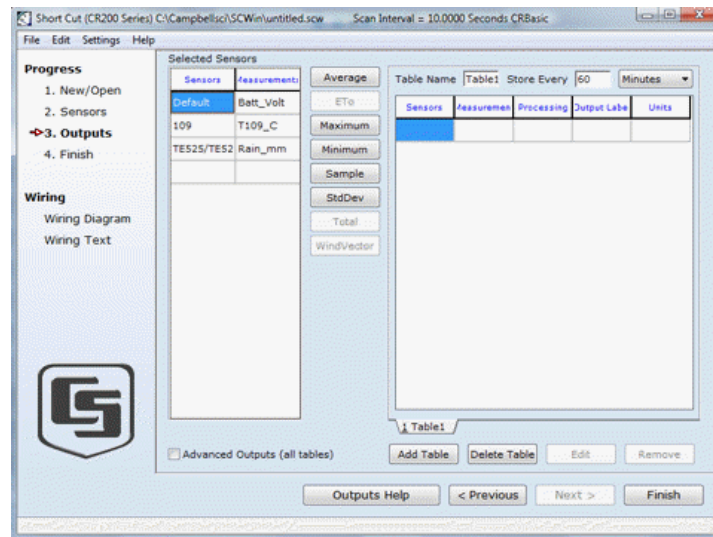 Short Cut (CR200 Series) C:\Campbellsci\SCWin\untitled.scw Scan Interval = 10.0000 Seconds CRBasic
File Edit Settings Help
Progress
1. New/Open
2. Sensors
3. Outputs
4. Finish
Wiring
Wiring Diagram
Wiring Text
Selected Sensors
Sensors Measurements
Default Batt_Volt
109 T109_C
TE525/TE52 Rain_mm
Average
ETo
Maximum
Minimum
Sample
StdDev
Total
WindVector
Advanced Outputs (all tables)
Table Name Table1 Store Every 60 Minutes
Sensors Measuremen Processing Output Labe Units
1 Table1
Add Table Delete Table Edit Remove
Outputs Help < Previous Next > Finish